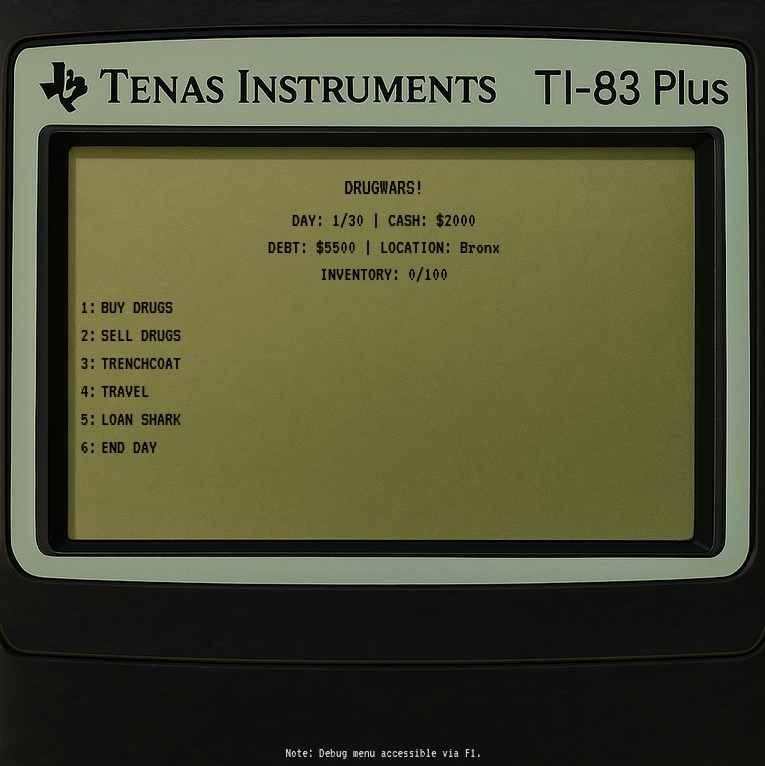 TENAS INSTRUMENTS TI-83 Plus
DRUGWARS!
DAY: 1/30 | CASH: $2000
DEBT: $5500 | LOCATION: Bronx
INVENTORY: 0/100
1: BUY DRUGS
2: SELL DRUGS
3: TRENCHCOAT
4: TRAVEL
5: LOAN SHARK
6: END DAY
Note: Debug menu accessible via F1.